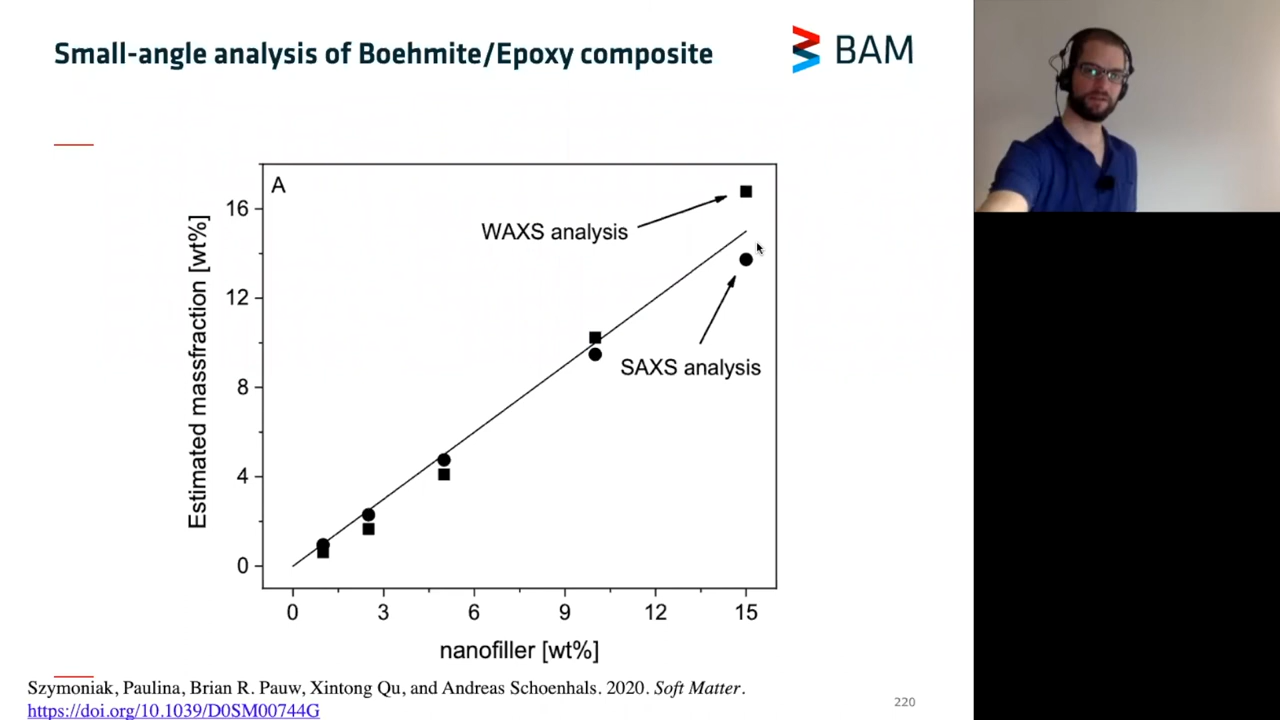 Small-angle analysis of Boehmite/Epoxy composite
BAM
A
16
12
8
4
0
Estimated massfraction [wt%]
WAXS analysis
SAXS analysis
0 3 6 9 12 15
nanofiller [wt%]
Szymoniak, Paulina, Brian R. Pauw, Xintong Qu, and Andreas Schoenhals. 2020. Soft Matter.
https://doi.org/10.1039/D0SM00744G
220